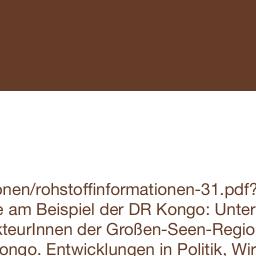 onen/rohstoffinformationen-31.pdf?
e am Beispiel der DR Kongo: Unter
kteurInnen der Großen-Seen-Regio
ongo. Entwicklungen in Politik, Wir